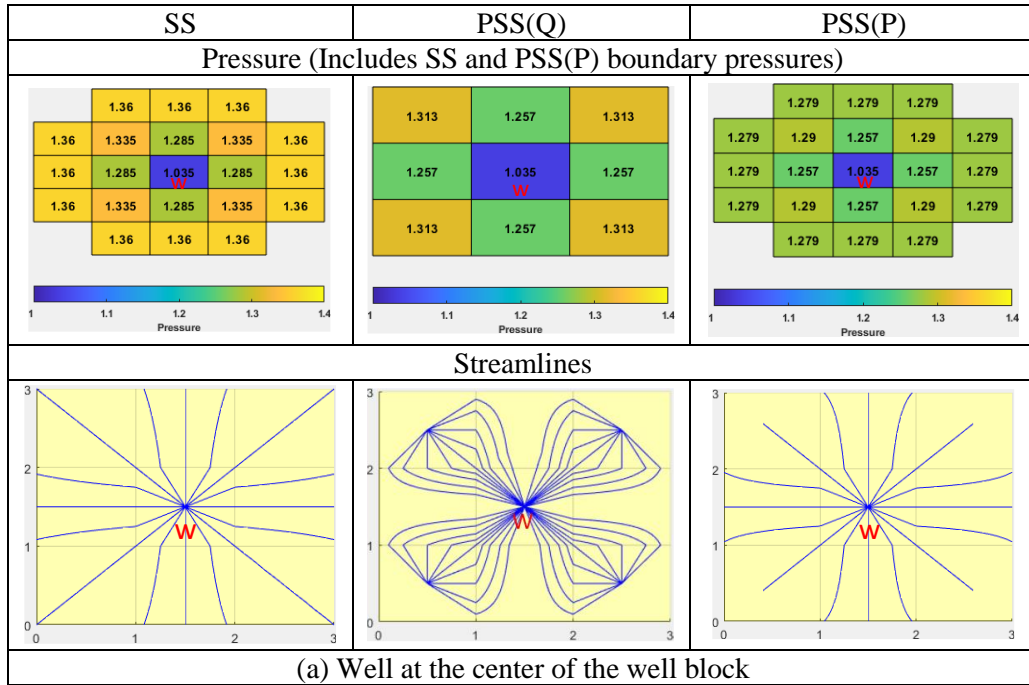 SS PSS(Q) PSS(P)
Pressure (Includes SS and PSS(P) boundary pressures)
1.36 1.36 1.36
1.36 1.335 1.285 1.335 1.36
1.36 1.285 1.035 1.285 1.36
W
1.36 1.335 1.285 1.335 1.36
1.36 1.36 1.36
1 1.1 1.2 1.3 1.4
Pressure
1.313 1.257 1.313
1.257 1.035 1.257
W
1.313 1.257 1.313
1 1.1 1.2 1.3 1.4
Pressure
1.279 1.279 1.279
1.279 1.29 1.257 1.29 1.279
1.279 1.257 1.035 1.257 1.279
W
1.279 1.29 1.257 1.29 1.279
1.279 1.279 1.279
1 1.1 1.2 1.3 1.4
Pressure
Streamlines
3
2
W
1
0
0 1 2 3
3
2
W
1
0
0 1 2 3
3
2
W
1
0
0 1 2 3
(a) Well at the center of the well block